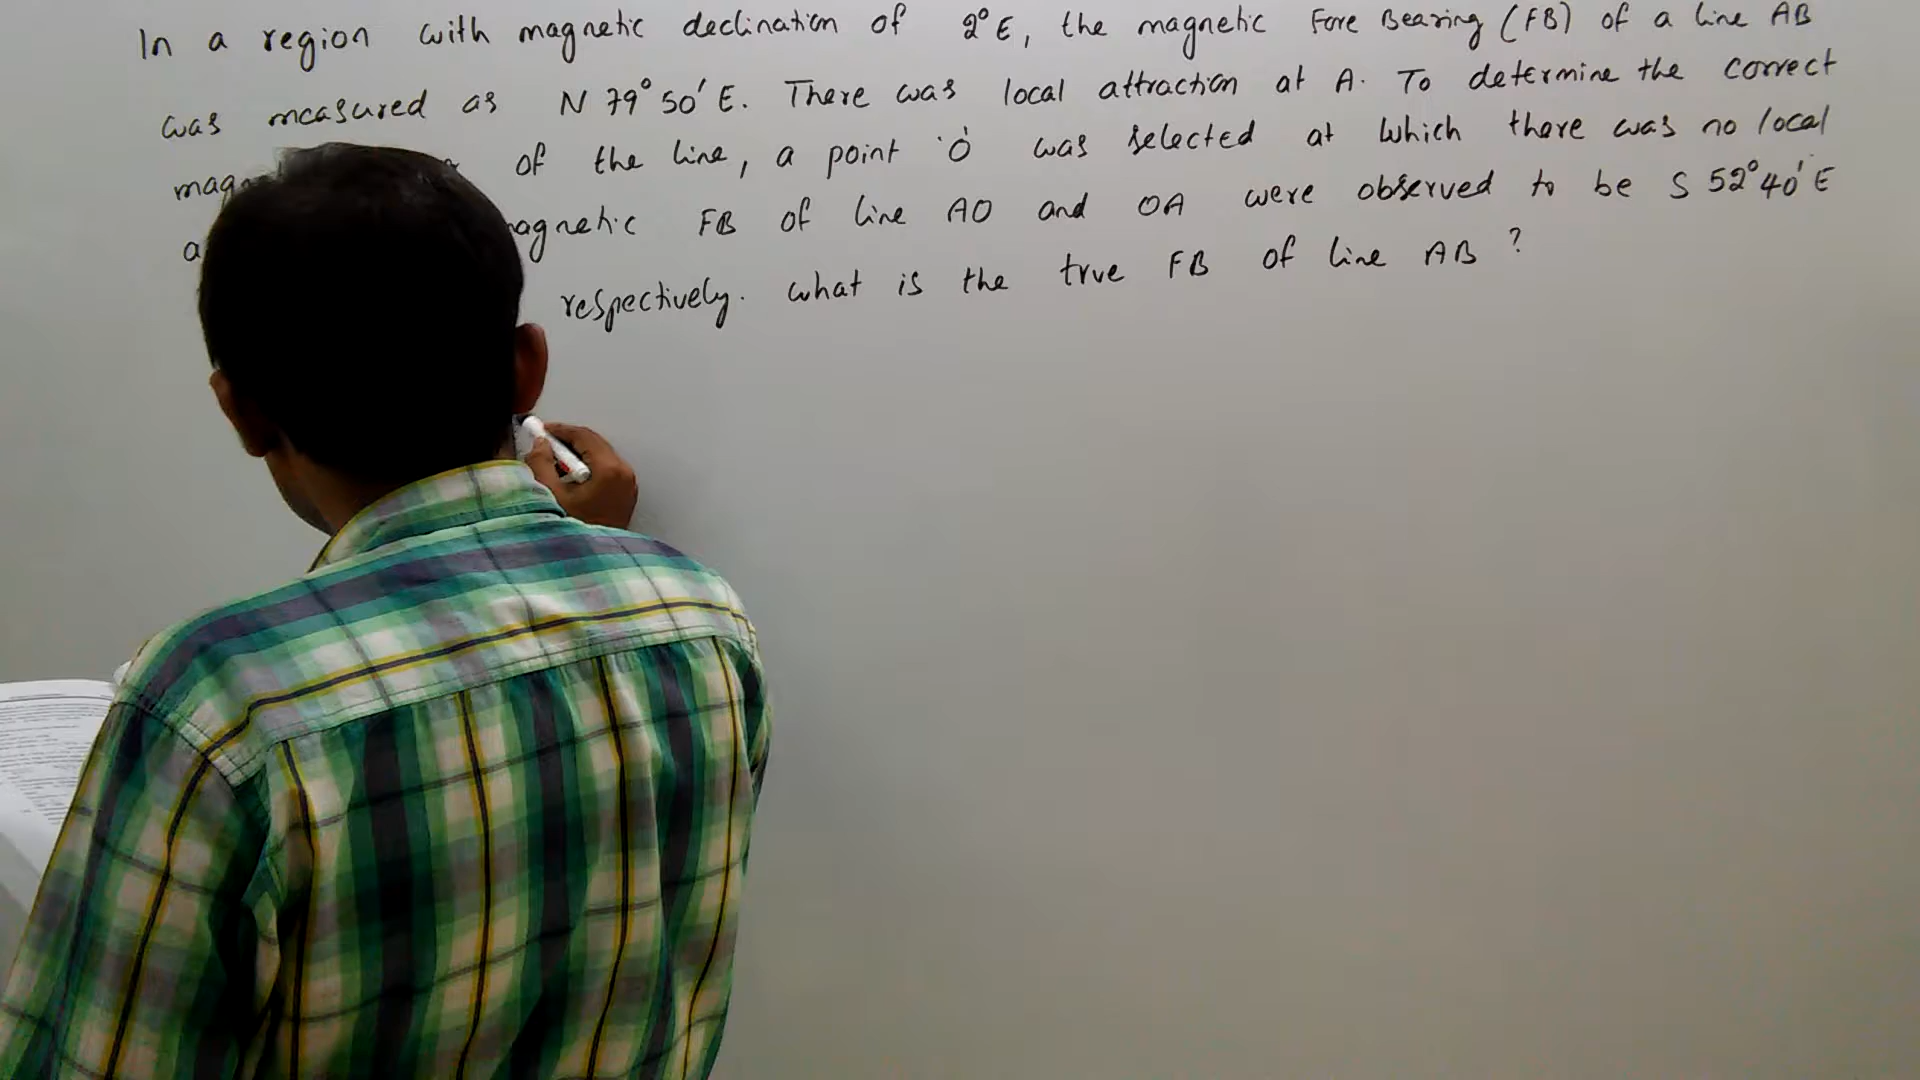 In a region with magnetic declination of 2° E, the magnetic Fore Bearing (FB) of a line AB
was measured as N 79° 50' E. There was local attraction at A. To determine the correct
of the line, a point 'O' was selected at which there was no local
FB of line AO and OA were observed to be S 52° 40' E
respectively. What is the true FB of line AB ?